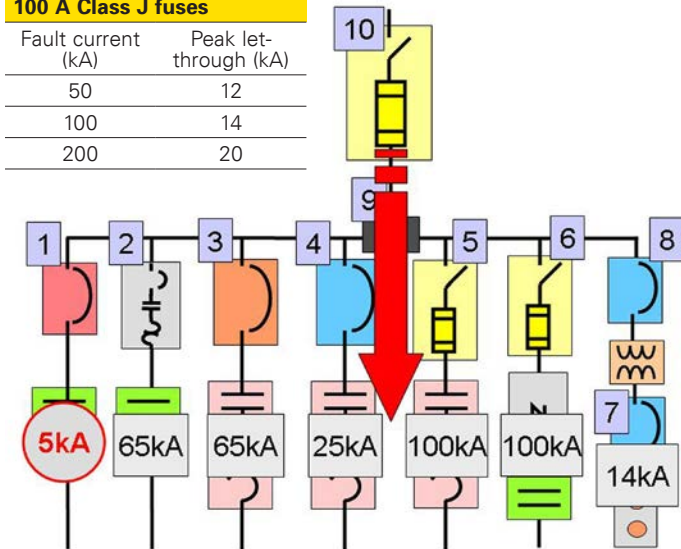 100 A Class J fuses
Fault current (kA) Peak let-through (kA)
50 12
100 14
200 20
10
9
1 2 3 4 5 6 8
7
5kA 65kA 65kA 25kA 100kA 100kA 14kA